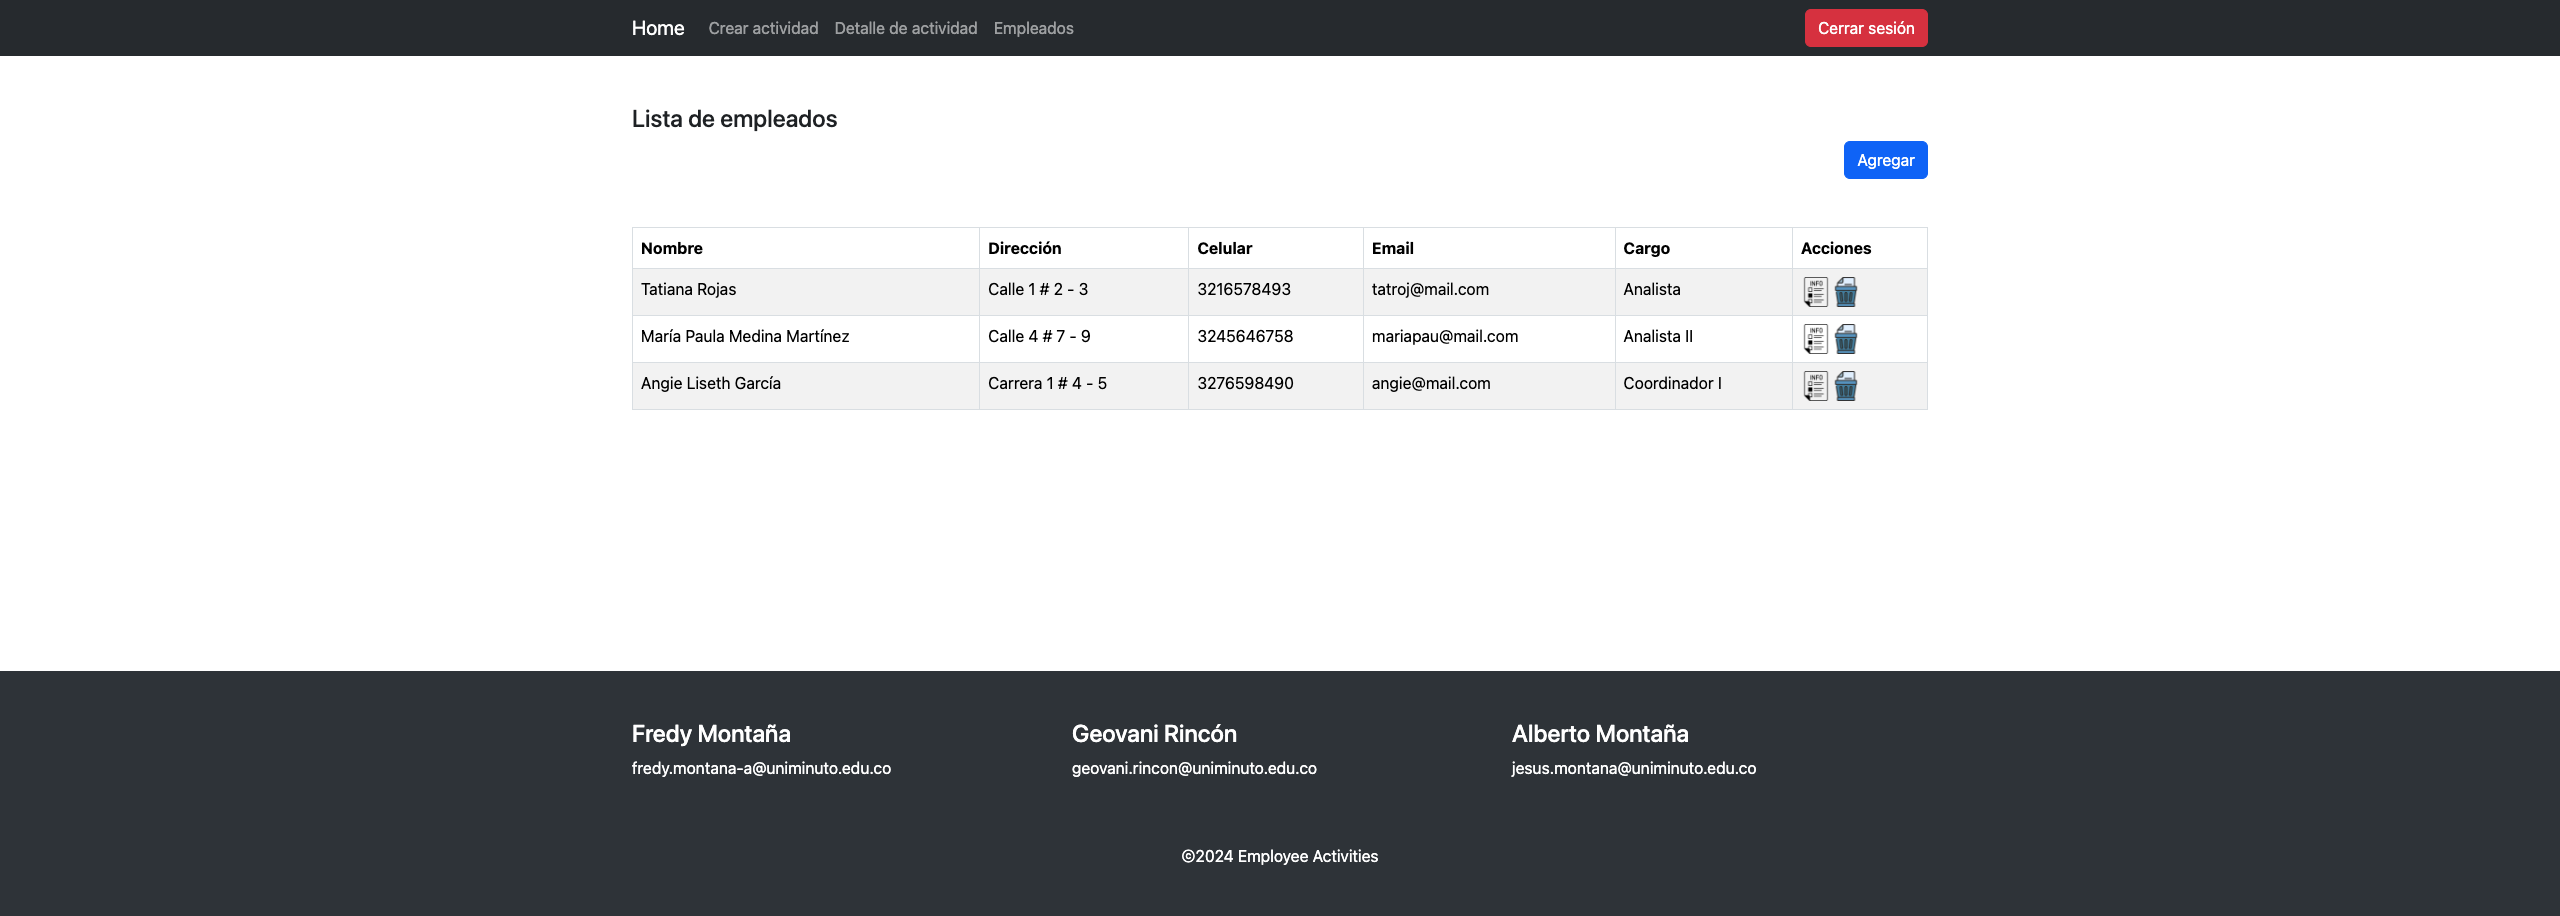 Home Crear actividad Detalle de actividad Empleados Cerrar sesión
Lista de empleados
Agregar
Nombre Dirección Celular Email Cargo Acciones
Tatiana Rojas Calle 1 # 2 - 3 3216578493 tatroj@mail.com Analista INFO
María Paula Medina Martínez Calle 4 # 7 - 9 3245646758 mariapau@mail.com Analista II INFO
Angie Liseth García Carrera 1 # 4 - 5 3276598490 angie@mail.com Coordinador I INFO
Fredy Montaña Geovani Rincón Alberto Montaña
fredy.montana-a@uniminuto.edu.co geovani.rincon@uniminuto.edu.co jesus.montana@uniminuto.edu.co
©2024 Employee Activities